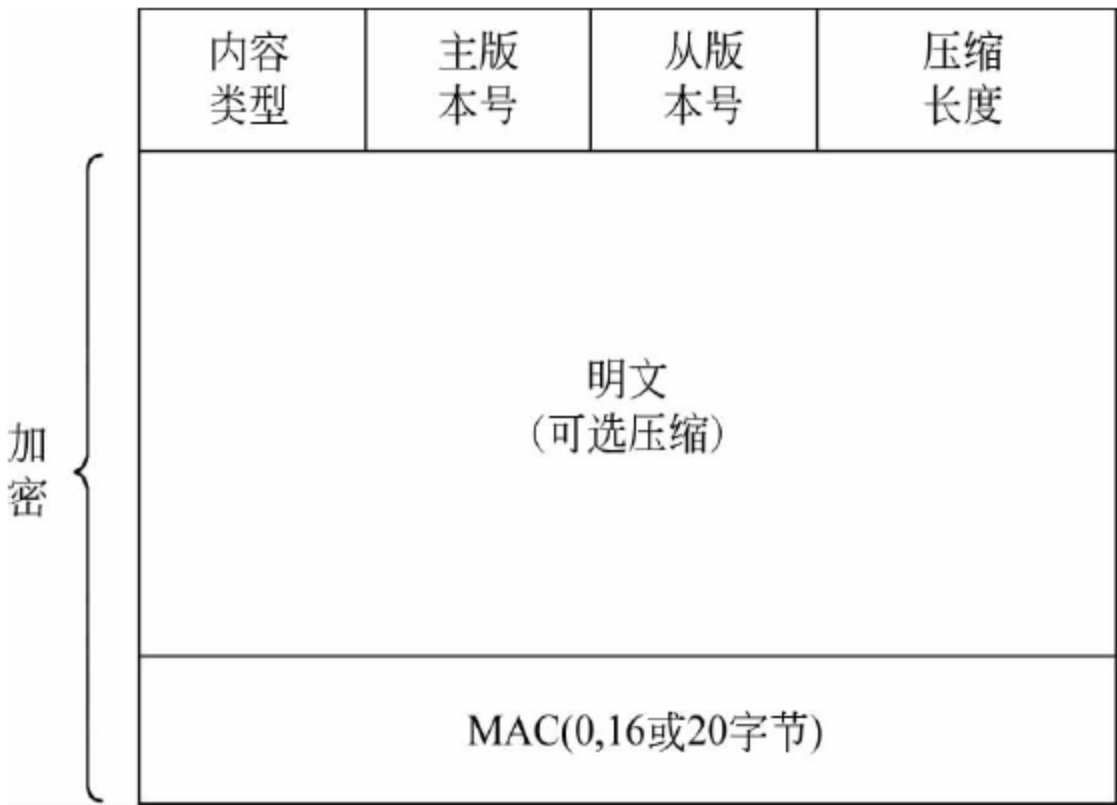 内容
类型
主版
本号
从版
本号
压缩
长度
明文
(可选压缩)
加
密
MAC(0,16或20字节)